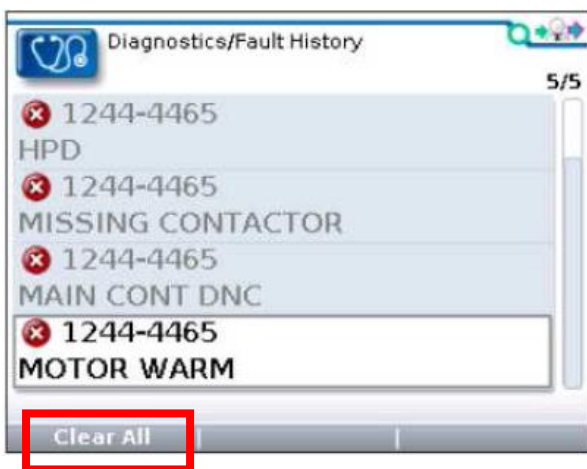 Diagnostics/Fault History
5/5
1244-4465
HPD
1244-4465
MISSING CONTACTOR
1244-4465
MAIN CONT DNC
1244-4465
MOTOR WARM
Clear All